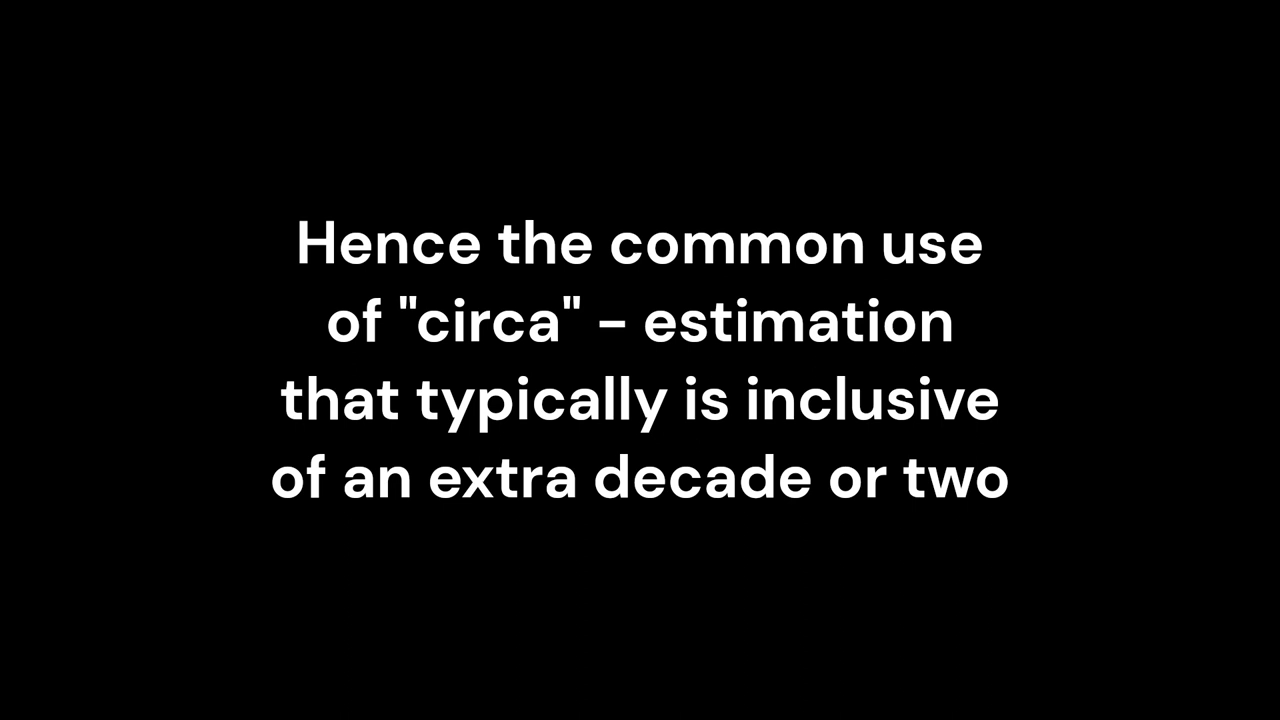 Hence the common use
of "circa" - estimation
that typically is inclusive
of an extra decade or two